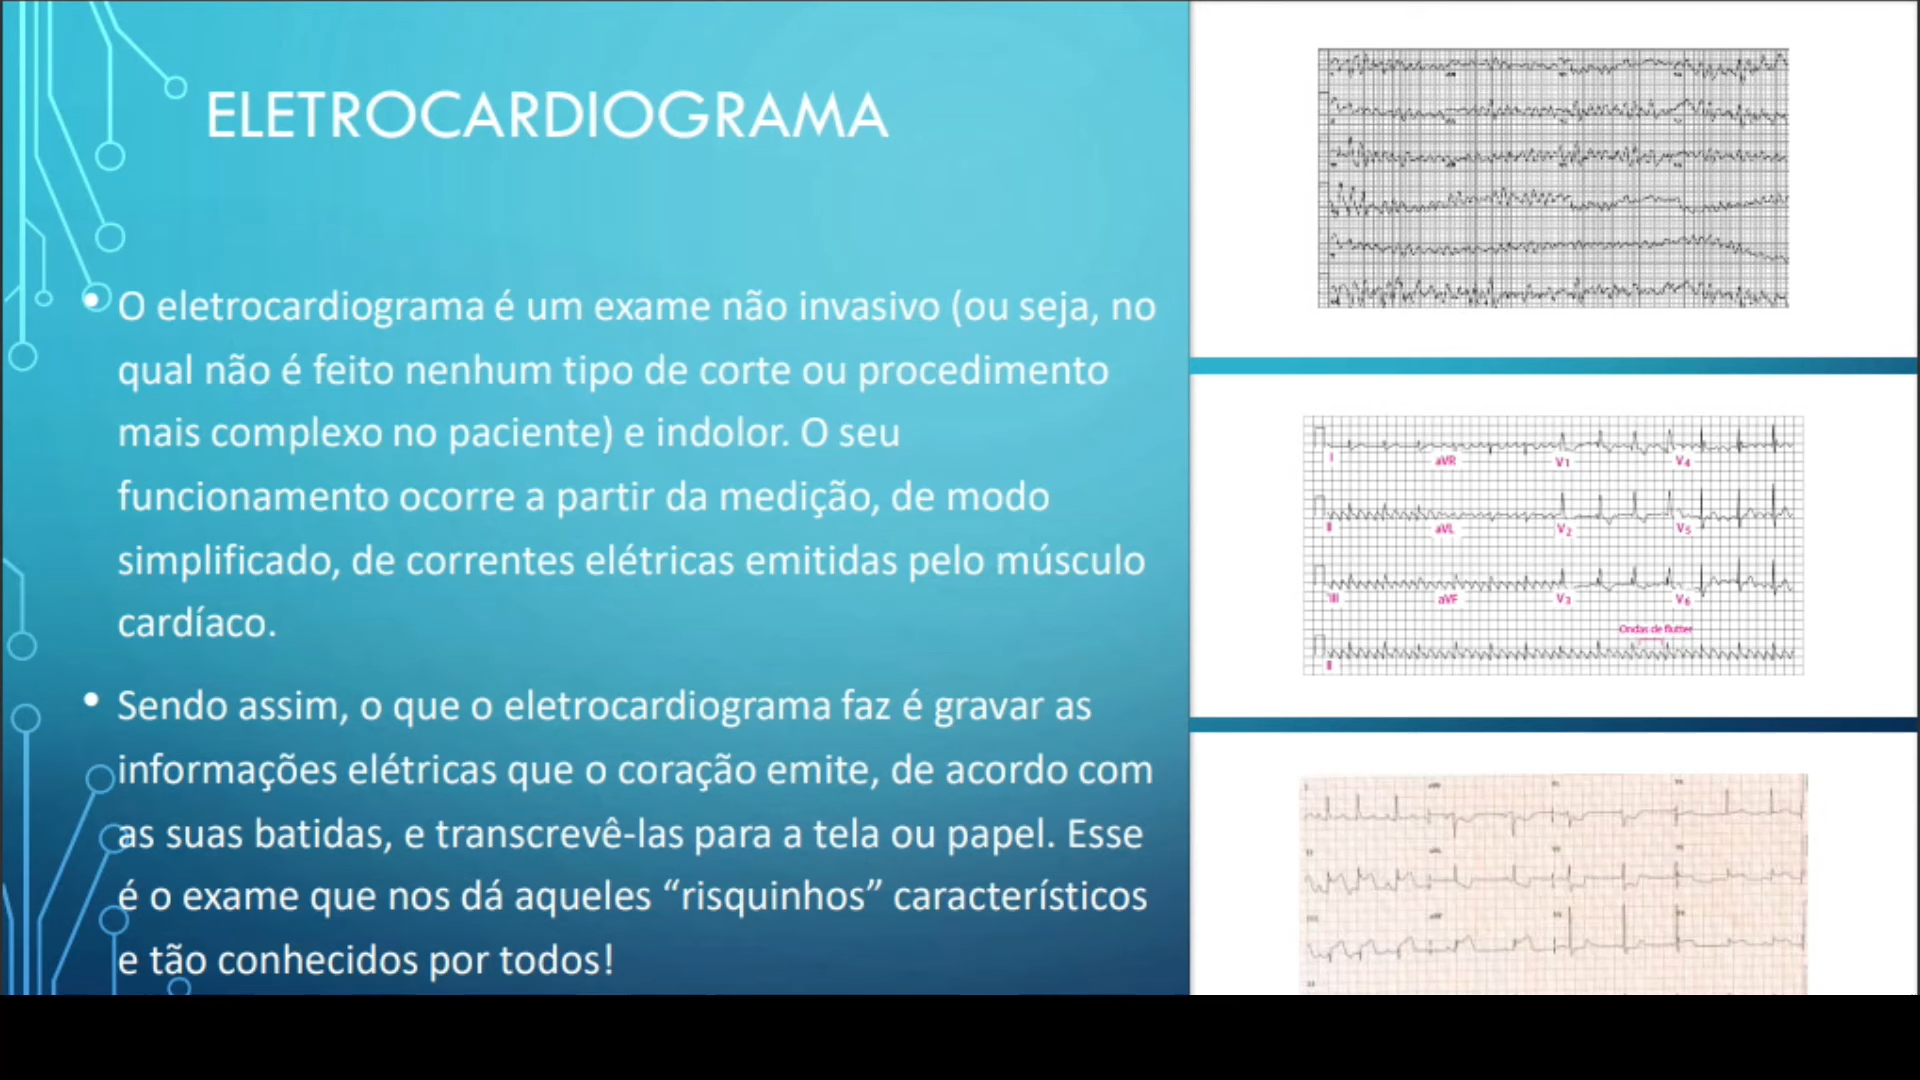 ELETROCARDIOGRAMA
• O eletrocardiograma é um exame não invasivo (ou seja, no
qual não é feito nenhum tipo de corte ou procedimento
mais complexo no paciente) e indolor. O seu
funcionamento ocorre a partir da medição, de modo
simplificado, de correntes elétricas emitidas pelo músculo
cardíaco.
• Sendo assim, o que o eletrocardiograma faz é gravar as
informações elétricas que o coração emite, de acordo com
as suas batidas, e transcrevê-las para a tela ou papel. Esse
é o exame que nos dá aqueles “risquinhos” característicos
e tão conhecidos por todos!
I aVR V1 V4
II aVL V2 V5
III aVF V3 V6
Ondas de flutter
II